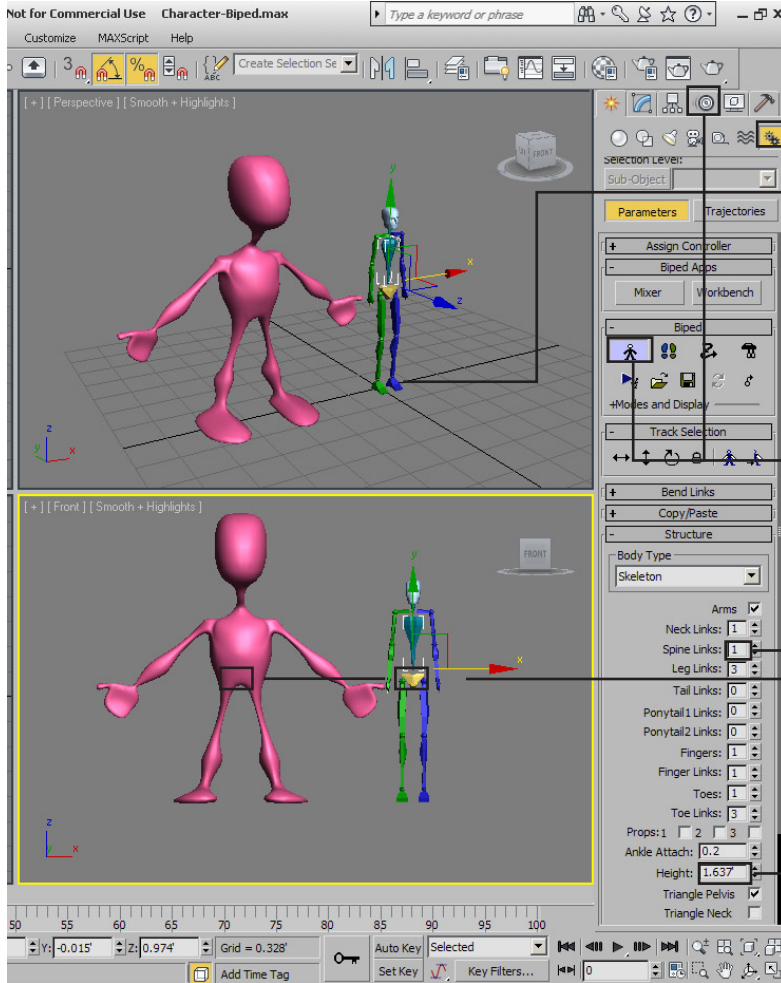 Not for Commercial Use Character-Biped.max
Type a keyword or phrase
Customize MAXScript Help
3
%
ABC
Create Selection Se
[ + ] [ Perspective ] [ Smooth + Highlights ]
FRONT
y
x
z
z
y
x
Selection Level:
Sub-Object
Parameters Trajectories
+ Assign Controller
- Biped Apps
Mixer Workbench
- Biped
+Modes and Display
- Track Selection
+ Bend Links
+ Copy/Paste
- Structure
Body Type
Skeleton
Arms
Neck Links: 1
Spine Links: 1
Leg Links: 3
Tail Links: 0
Ponytail1 Links: 0
Ponytail2 Links: 0
Fingers: 1
Finger Links: 1
Toes: 1
Toe Links: 3
Props: 1 2 3
Ankle Attach: 0.2
Height: 1.637'
Triangle Pelvis
Triangle Neck
[ + ] [ Front ] [ Smooth + Highlights ]
FRONT
y
x
z
y
x
50 55 60 65 70 75 80 85 90 95 100
Y: -0.015' Z: 0.974' Grid = 0.328' Auto Key Selected
Add Time Tag Set Key Key Filters... 0